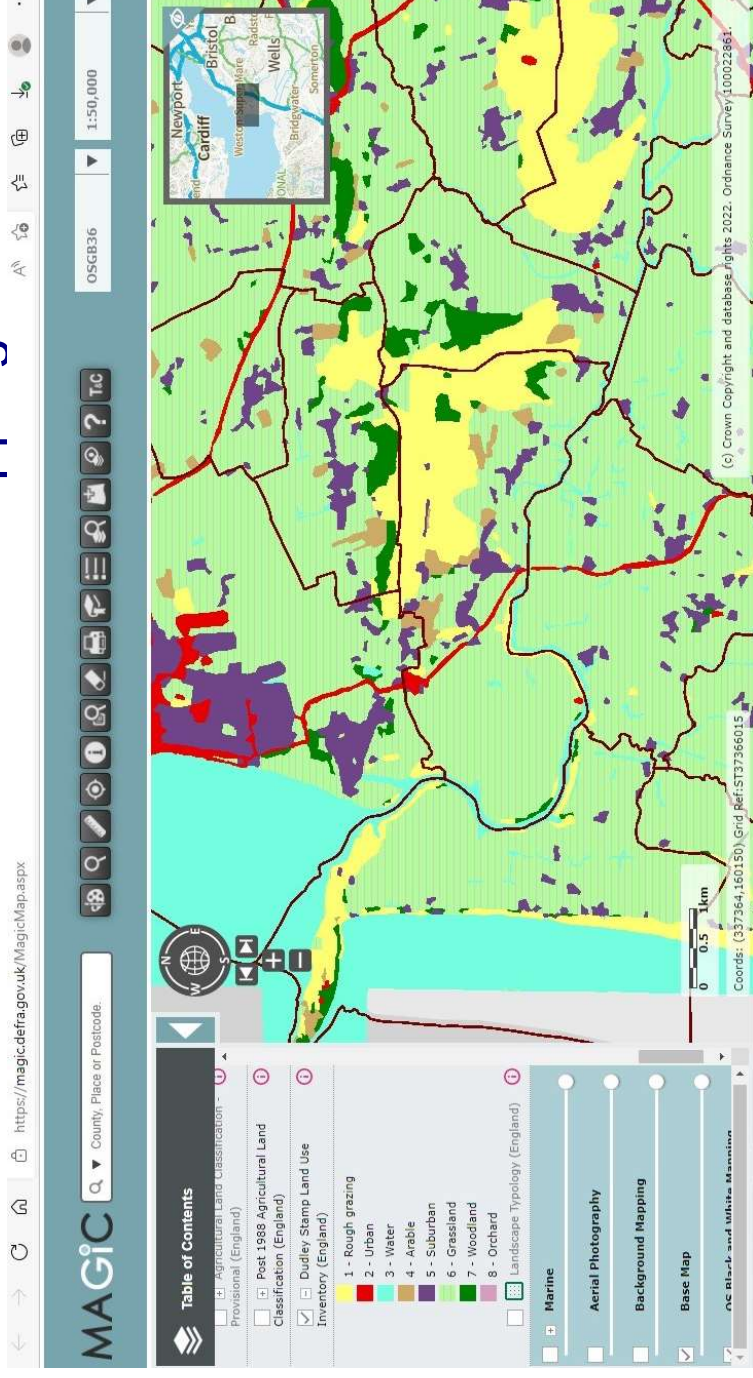 https://magic.defra.gov.uk/MagicMap.aspx
MAGiC
County, Place or Postcode.
T&C
OSGB36
1:50,000
Table of Contents
Agricultural Land Classification -
Provisional (England)
Post 1988 Agricultural Land
Classification (England)
Dudley Stamp Land Use
Inventory (England)
1 - Rough grazing
2 - Urban
3 - Water
4 - Arable
5 - Suburban
6 - Grassland
7 - Woodland
8 - Orchard
Landscape Typology (England)
Marine
Aerial Photography
Background Mapping
Base Map
OS Black and White Mapping
N
W
E
S
Newport
Cardiff
Bristol
B
Weston-Super-Mare
Wells
Radst
Bridgwater
Somerton
ONAL
end
0 0.5 1km
Coords: (337364,160150) Grid Ref:ST37366015
(c) Crown Copyright and database rights 2022. Ordnance Survey 100022861.